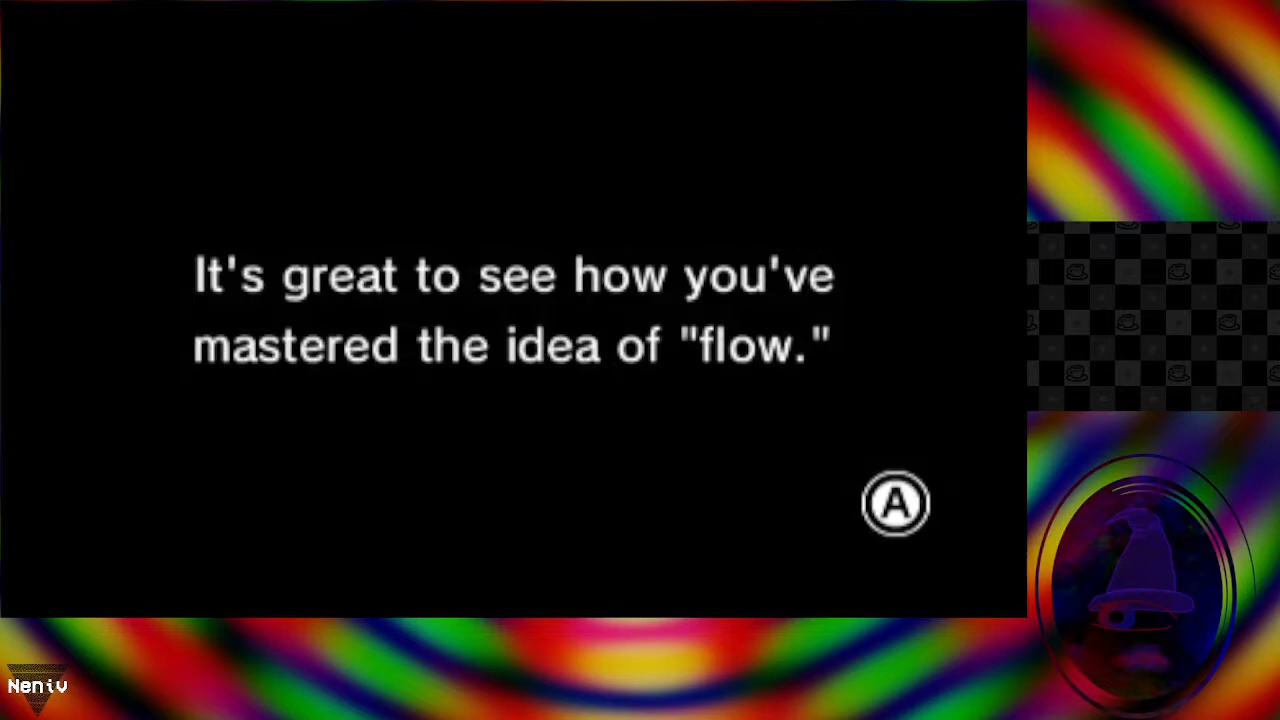 It's great to see how you've
mastered the idea of "flow."
A
Neniv